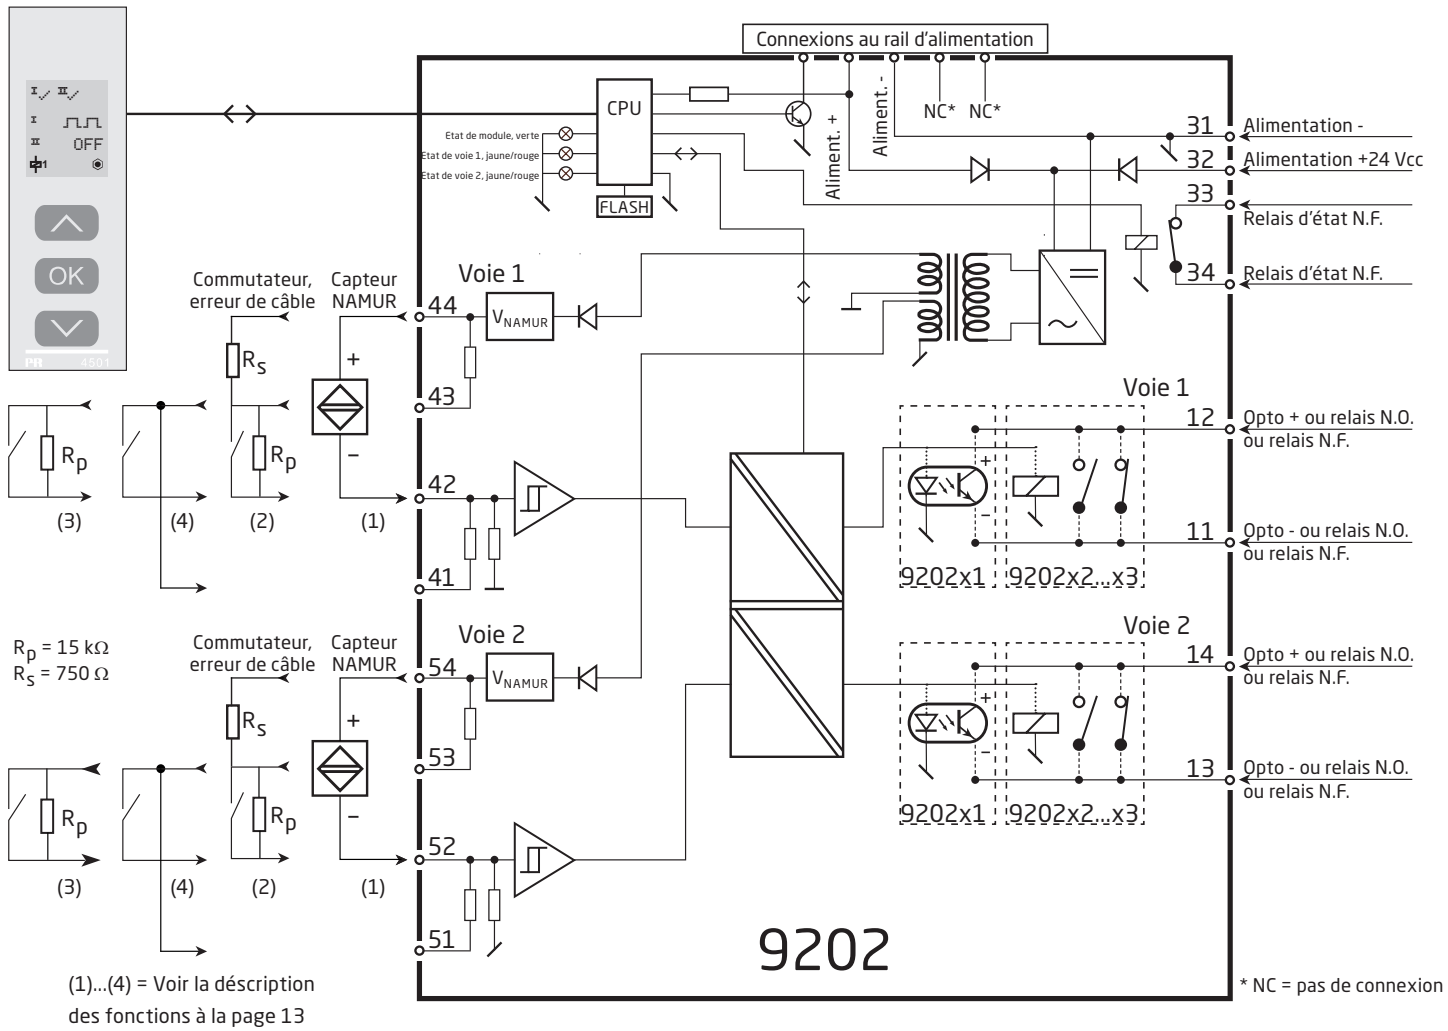 Connexions au rail d'alimentation
I II
I
II OFF
1
OK
PR 4501
CPU
FLASH
Etat de module, verte
Etat de voie 1, jaune/rouge
Etat de voie 2, jaune/rouge
Aliment. +
Aliment. -
NC* NC*
31 Alimentation -
32 Alimentation +24 Vcc
33
Relais d'état N.F.
34 Relais d'état N.F.
Commutateur,
erreur de câble
Capteur
NAMUR
Voie 1
44
VNAMUR
Rs
+
43
Rp
Rp
-
42
(3)
(4)
(2)
(1)
41
Voie 1
12 Opto + ou relais N.O.
ou relais N.F.
+
-
11 Opto - ou relais N.O.
ou relais N.F.
9202x1 9202x2...x3
Rp = 15 kΩ
Rs = 750 Ω
Commutateur,
erreur de câble
Capteur
NAMUR
Voie 2
54
VNAMUR
Rs
+
53
Rp
Rp
-
52
(3)
(4)
(2)
(1)
51
Voie 2
14 Opto + ou relais N.O.
ou relais N.F.
+
-
13 Opto - ou relais N.O.
ou relais N.F.
9202x1 9202x2...x3
9202
(1)...(4) = Voir la déscription
des fonctions à la page 13
* NC = pas de connexion